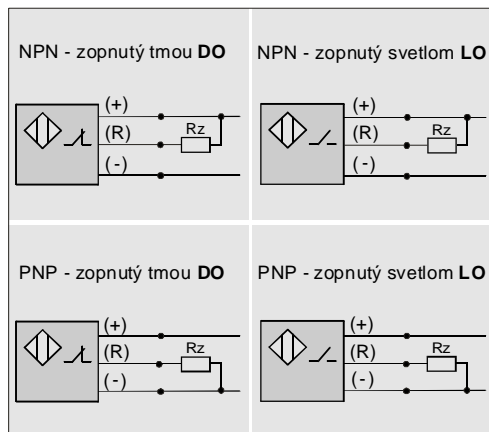 NPN - zopnutý tmou DO
(+)
(R)
Rz
(-)
NPN - zopnutý svetlom LO
(+)
(R)
Rz
(-)
PNP - zopnutý tmou DO
(+)
(R)
Rz
(-)
PNP - zopnutý svetlom LO
(+)
(R)
Rz
(-)